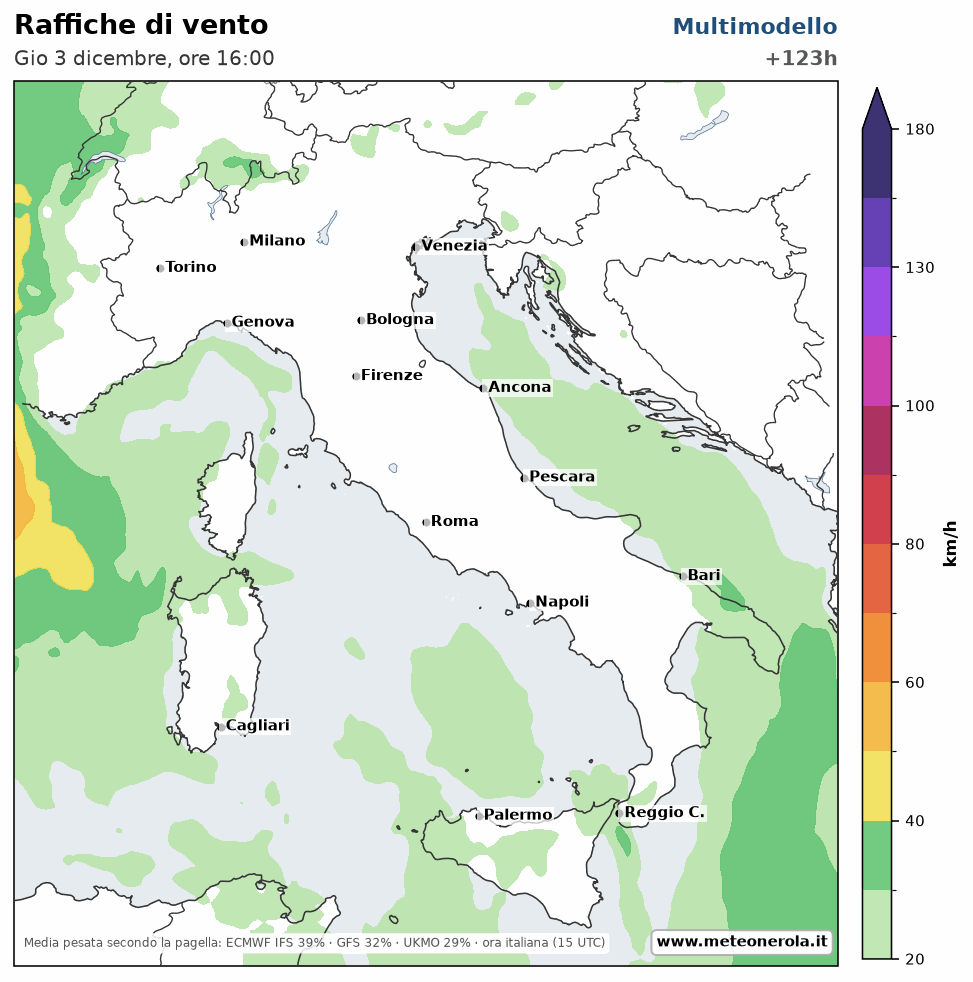 Raffiche di vento
Multimodello
Gio 3 dicembre, ore 16:00
+123h
Milano
Venezia
Torino
Genova
Bologna
Firenze
Ancona
Pescara
Roma
Bari
Napoli
Cagliari
Palermo
Reggio C.
180
130
100
80
60
40
20
km/h
Media pesata secondo la pagella: ECMWF IFS 39% · GFS 32% · UKMO 29% · ora italiana (15 UTC)
www.meteonerola.it